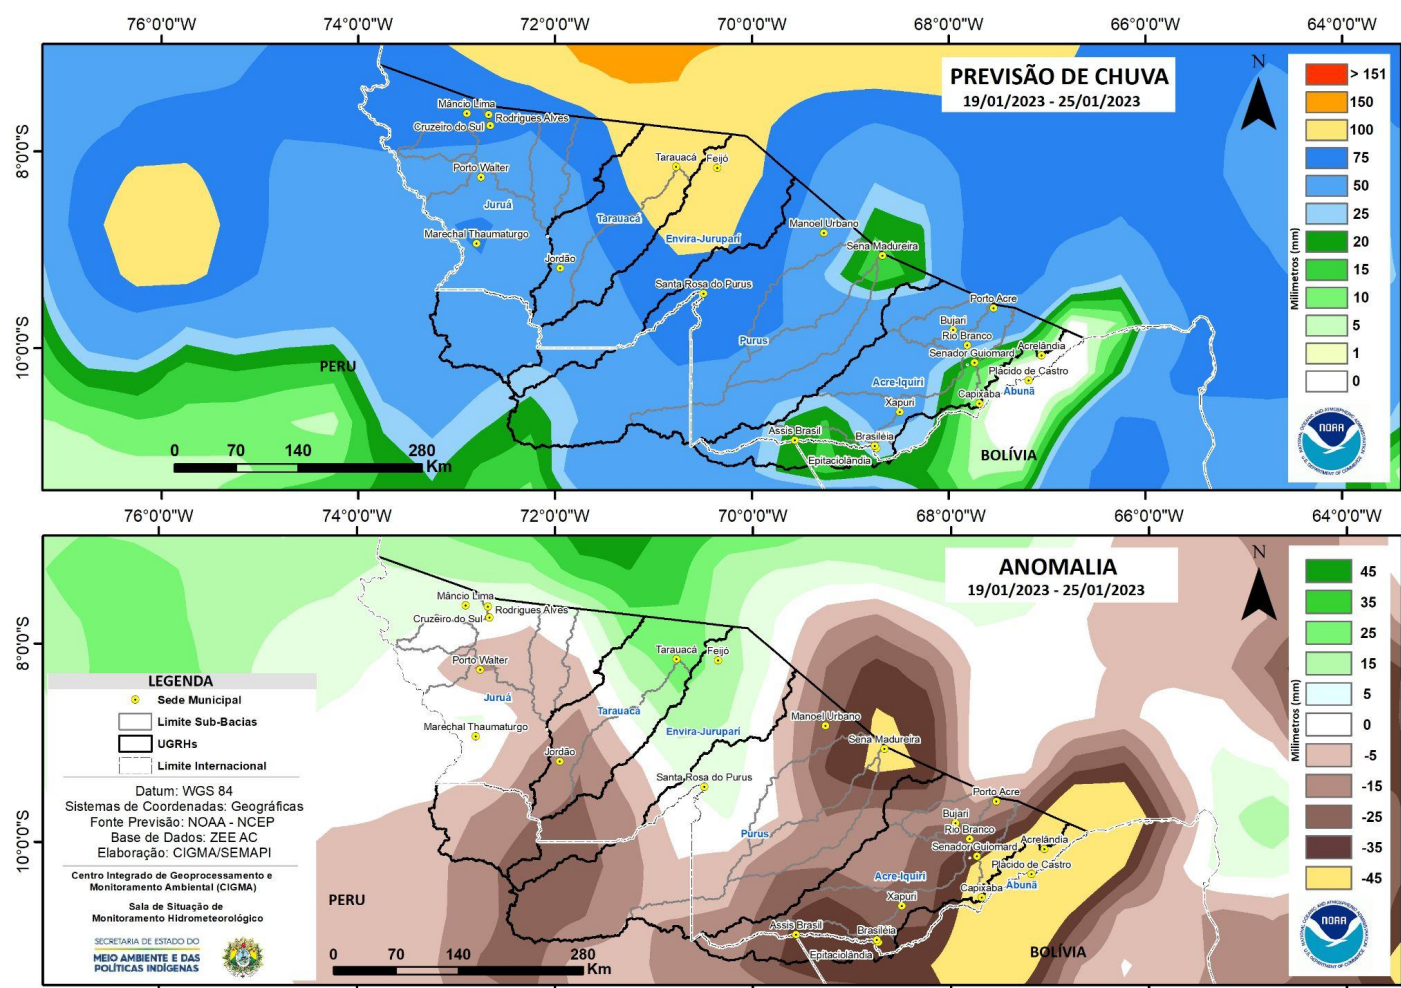 76°0'0"W 74°0'0"W 72°0'0"W 70°0'0"W 68°0'0"W 66°0'0"W 64°0'0"W
8°0'0"S
10°0'0"S
PREVISÃO DE CHUVA
19/01/2023 - 25/01/2023
N
Milímetros (mm)
> 151
150
100
75
50
25
20
15
10
5
1
0
NOAA
Mâncio Lima
Rodrigues Alves
Cruzeiro do Sul
Porto Walter
Juruá
Marechal Thaumaturgo
Jordão
Tarauacá
Feijó
Tarauacá
Envira-Jurupari
Santa Rosa do Purus
Manoel Urbano
Sena Madureira
Purus
Porto Acre
Bujari
Rio Branco
Senador Guiomard
Acrelândia
Plácido de Castro
Abunã
Acre-Iquiri
Capixaba
Xapuri
Assis Brasil
Brasiléia
Epitaciolândia
PERU
BOLÍVIA
0 70 140 280
Km
76°0'0"W 74°0'0"W 72°0'0"W 70°0'0"W 68°0'0"W 66°0'0"W 64°0'0"W
8°0'0"S
10°0'0"S
ANOMALIA
19/01/2023 - 25/01/2023
N
Milímetros (mm)
45
35
25
15
5
0
-5
-15
-25
-35
-45
NOAA
Mâncio Lima
Rodrigues Alves
Cruzeiro do Sul
Porto Walter
Juruá
Marechal Thaumaturgo
Jordão
Tarauacá
Feijó
Tarauacá
Envira-Jurupari
Santa Rosa do Purus
Manoel Urbano
Sena Madureira
Purus
Porto Acre
Bujari
Rio Branco
Senador Guiomard
Acrelândia
Plácido de Castro
Abunã
Acre-Iquiri
Capixaba
Xapuri
Assis Brasil
Brasiléia
Epitaciolândia
PERU
BOLÍVIA
0 70 140 280
Km
LEGENDA
Sede Municipal
Limite Sub-Bacias
UGRHs
Limite Internacional
Datum: WGS 84
Sistemas de Coordenadas: Geográficas
Fonte Previsão: NOAA - NCEP
Base de Dados: ZEE AC
Elaboração: CIGMA/SEMAPI
Centro Integrado de Geoprocessamento e
Monitoramento Ambiental (CIGMA)
Sala de Situação de
Monitoramento Hidrometeorológico
SECRETARIA DE ESTADO DO
MEIO AMBIENTE E DAS
POLÍTICAS INDÍGENAS